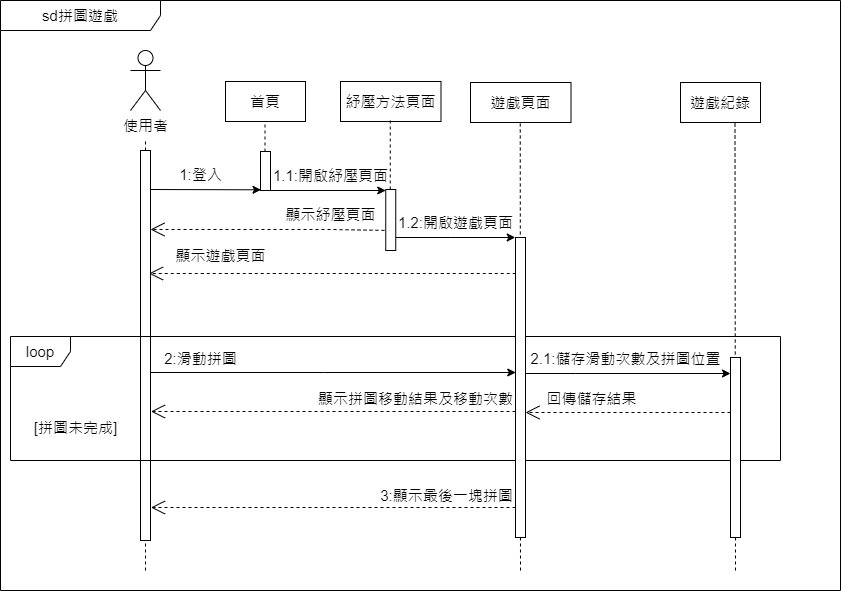 sd拼圖遊戲
使用者
首頁
紓壓方法頁面
遊戲頁面
遊戲紀錄
1:登入
1.1:開啟紓壓頁面
顯示紓壓頁面
1.2:開啟遊戲頁面
顯示遊戲頁面
loop
2:滑動拼圖
2.1:儲存滑動次數及拼圖位置
顯示拼圖移動結果及移動次數
回傳儲存結果
[拼圖未完成]
3:顯示最後一塊拼圖